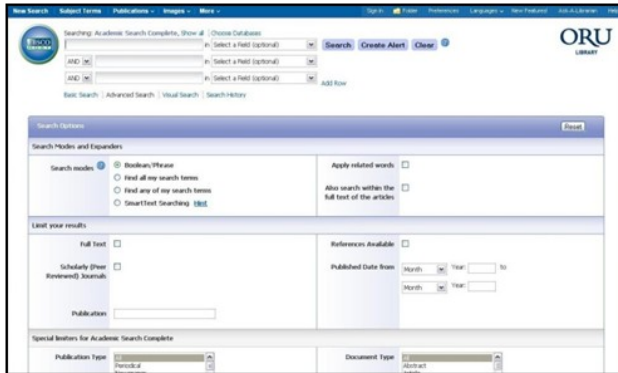 New Search Subject Terms Publications Images More Sign In Folder Preferences Languages New Features! Ask-A-Librarian Help
Searching: Academic Search Complete, Show all Choose Databases
in Select a Field (optional) Search Create Alert Clear
AND in Select a Field (optional)
AND in Select a Field (optional) Add Row
Basic Search Advanced Search Visual Search Search History
EBSCO
ORU
LIBRARY
Search Options Reset
Search Modes and Expanders
Search modes Boolean/Phrase
Find all my search terms
Find any of my search terms
SmartText Searching Hint
Apply related words
Also search within the
full text of the articles
Limit your results
Full Text References Available
Scholarly (Peer
Reviewed) Journals
Published Date from Month Year: to
Month Year:
Publication
Special limiters for Academic Search Complete
Publication Type All
Periodical
Document Type All
Abstract